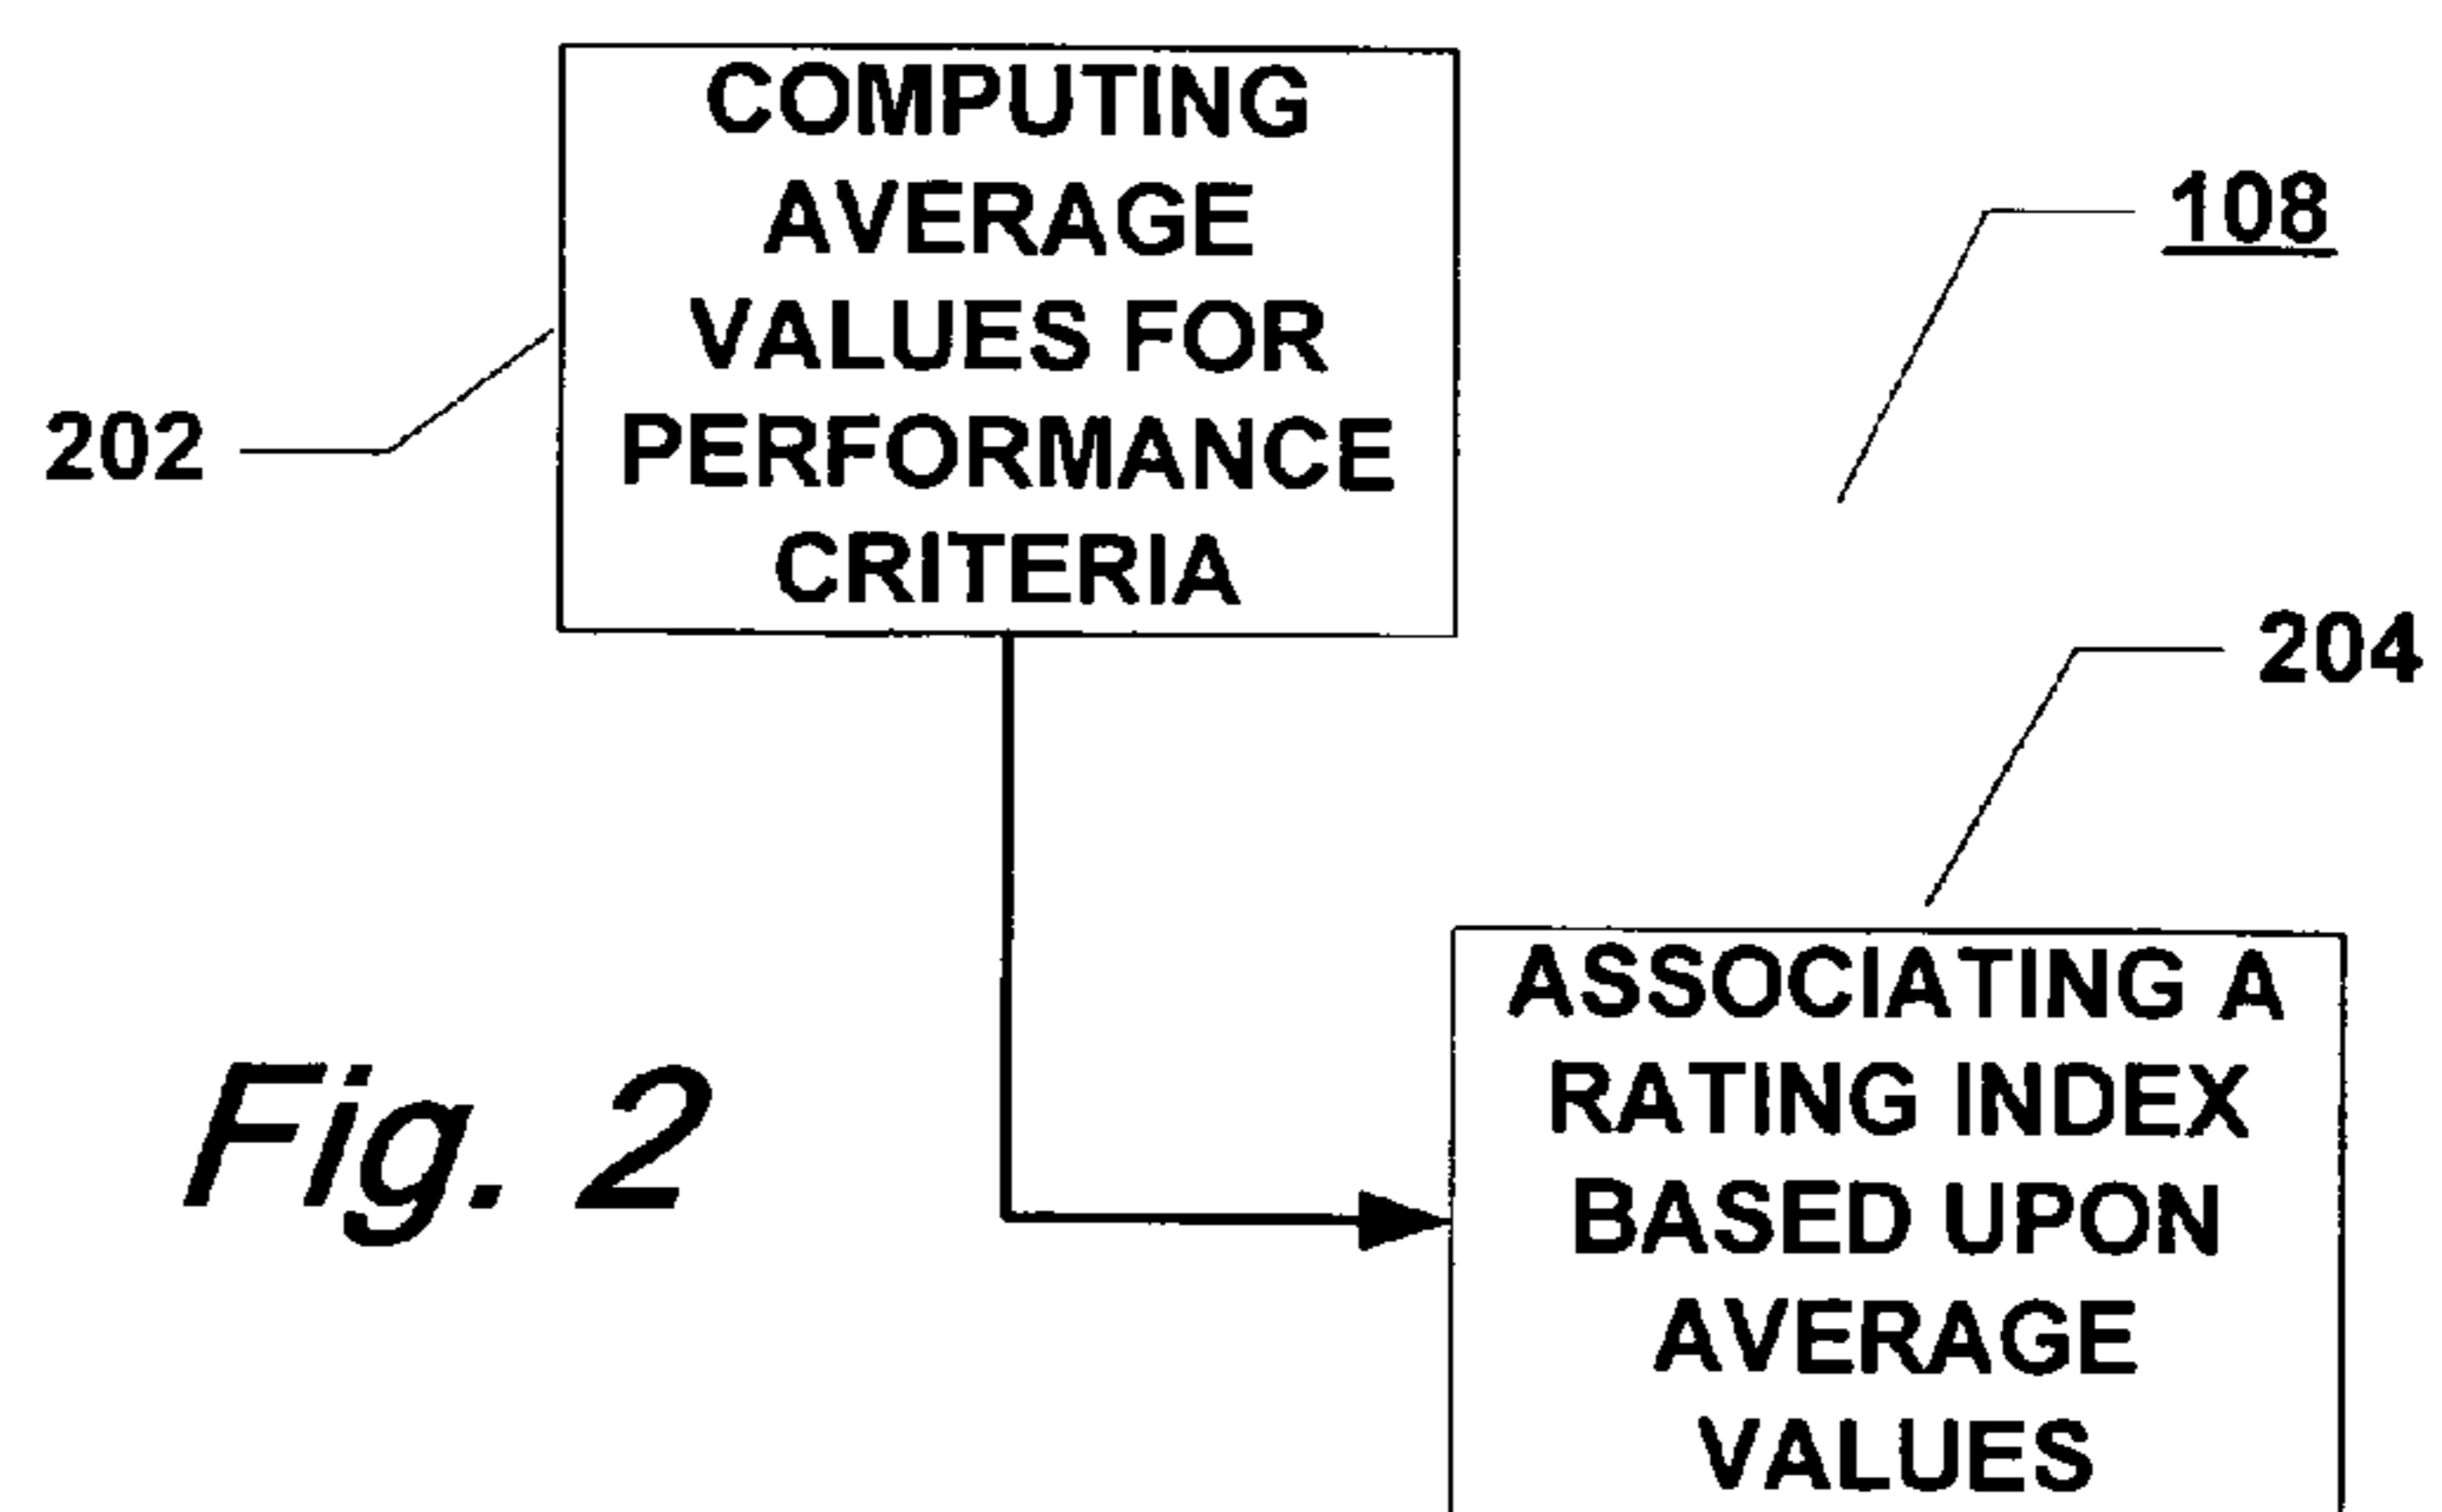 COMPUTING
AVERAGE
VALUES FOR
PERFORMANCE
CRITERIA
108
202
204
ASSOCIATING A
RATING INDEX
BASED UPON
AVERAGE
VALUES
Fig. 2